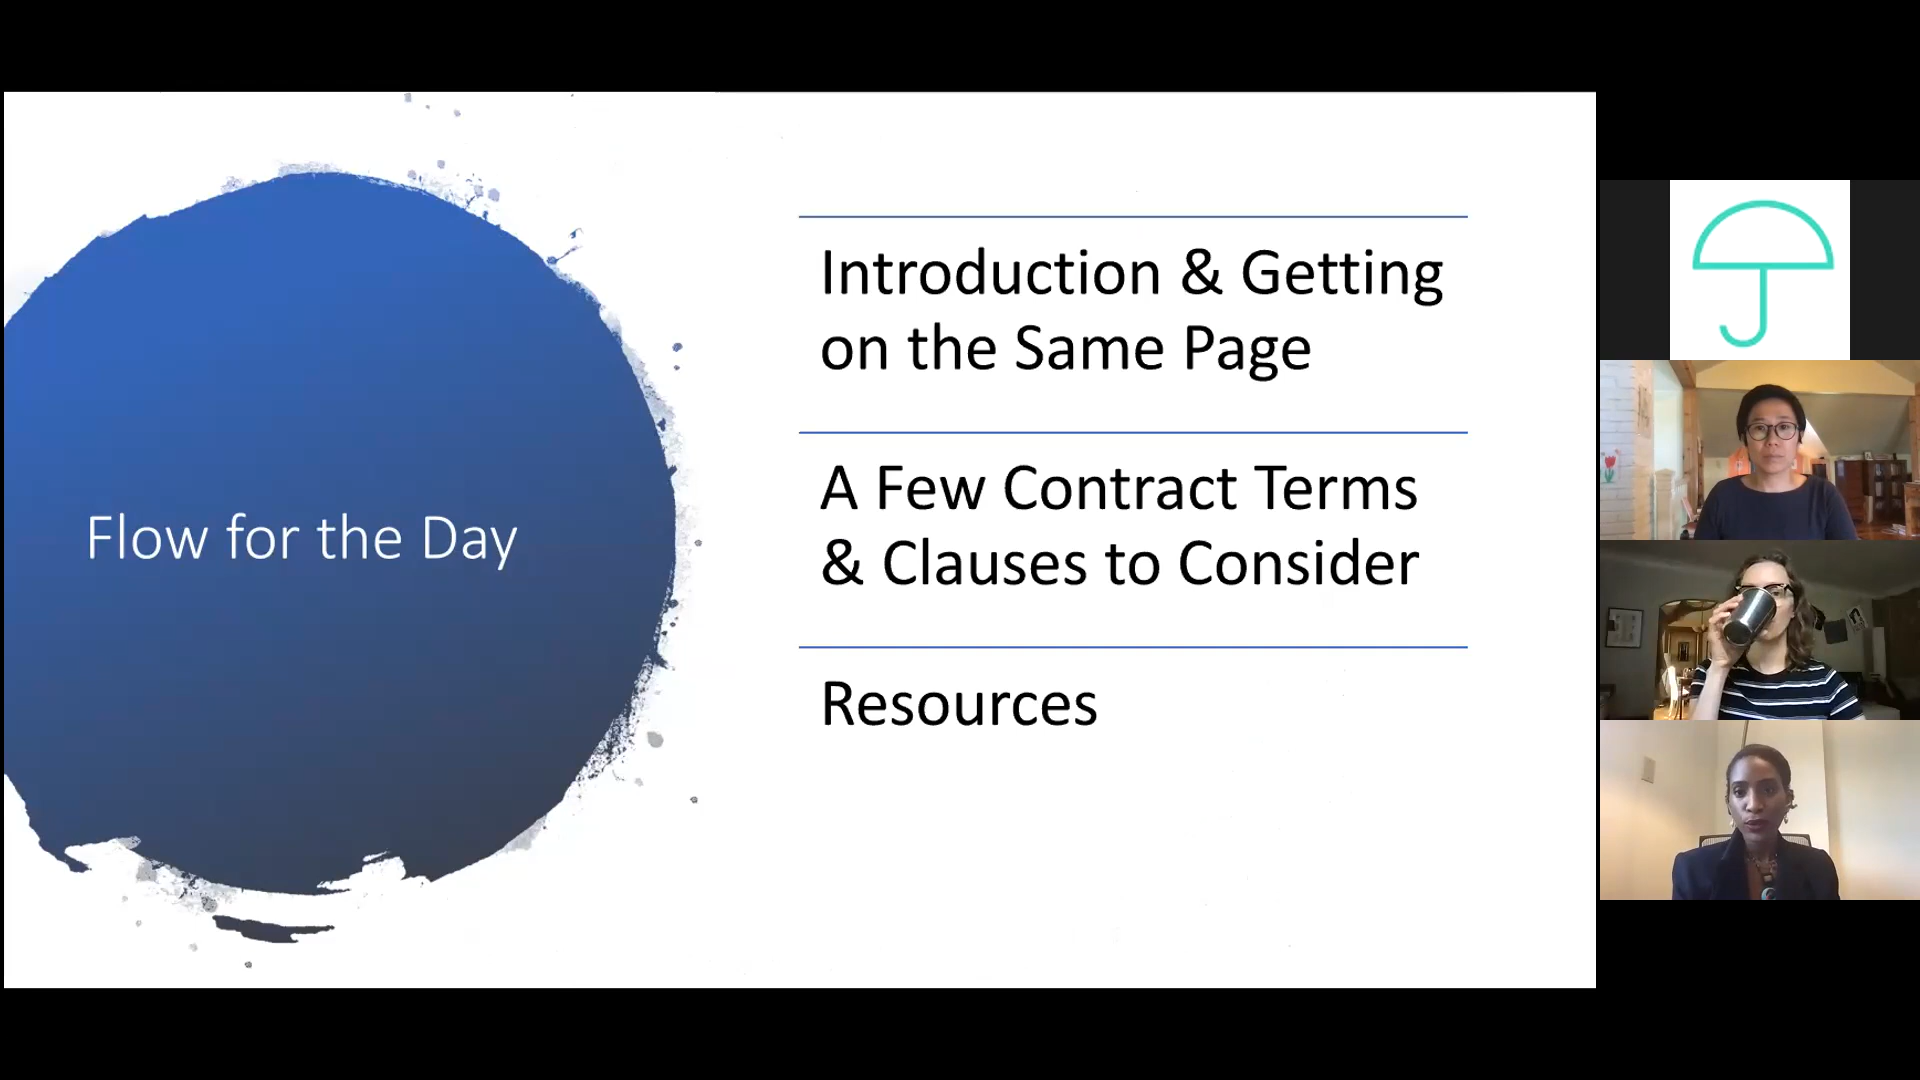 Flow for the Day
Introduction & Getting
on the Same Page
A Few Contract Terms
& Clauses to Consider
Resources